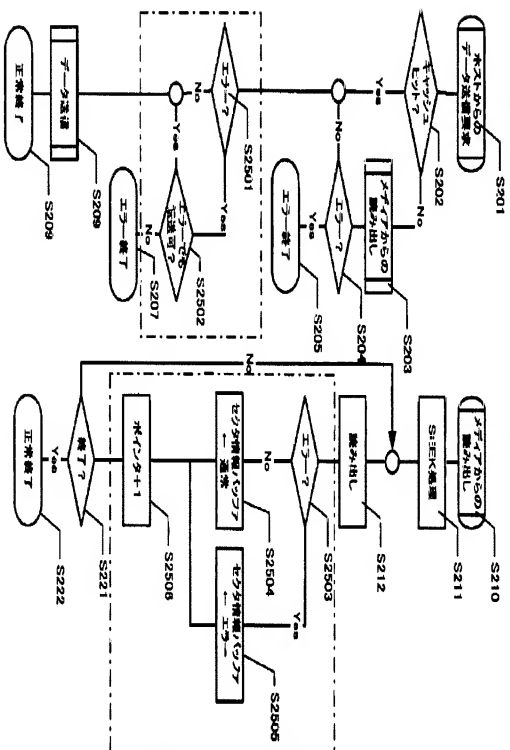 ホストからの
データ送信要求
S201
キャッシュ
ヒット?
S202
Yes
No
メディアからの
読み出し
S203
エラー?
S204
No
Yes
エラー終了
S205
エラー?
S2501
Yes
No
エラーでも
転送可?
S2502
Yes
No
エラー終了
S207
データ転送
S209
正常終了
S209
メディアからの
読み出し
S210
SEEK処理
S211
読み出し
S212
エラー?
S2503
No
Yes
セクタ情報バッファ
←通常
S2504
セクタ情報バッファ
←エラー
S2505
ポインタ+1
S2506
終了?
S221
No
Yes
正常終了
S222